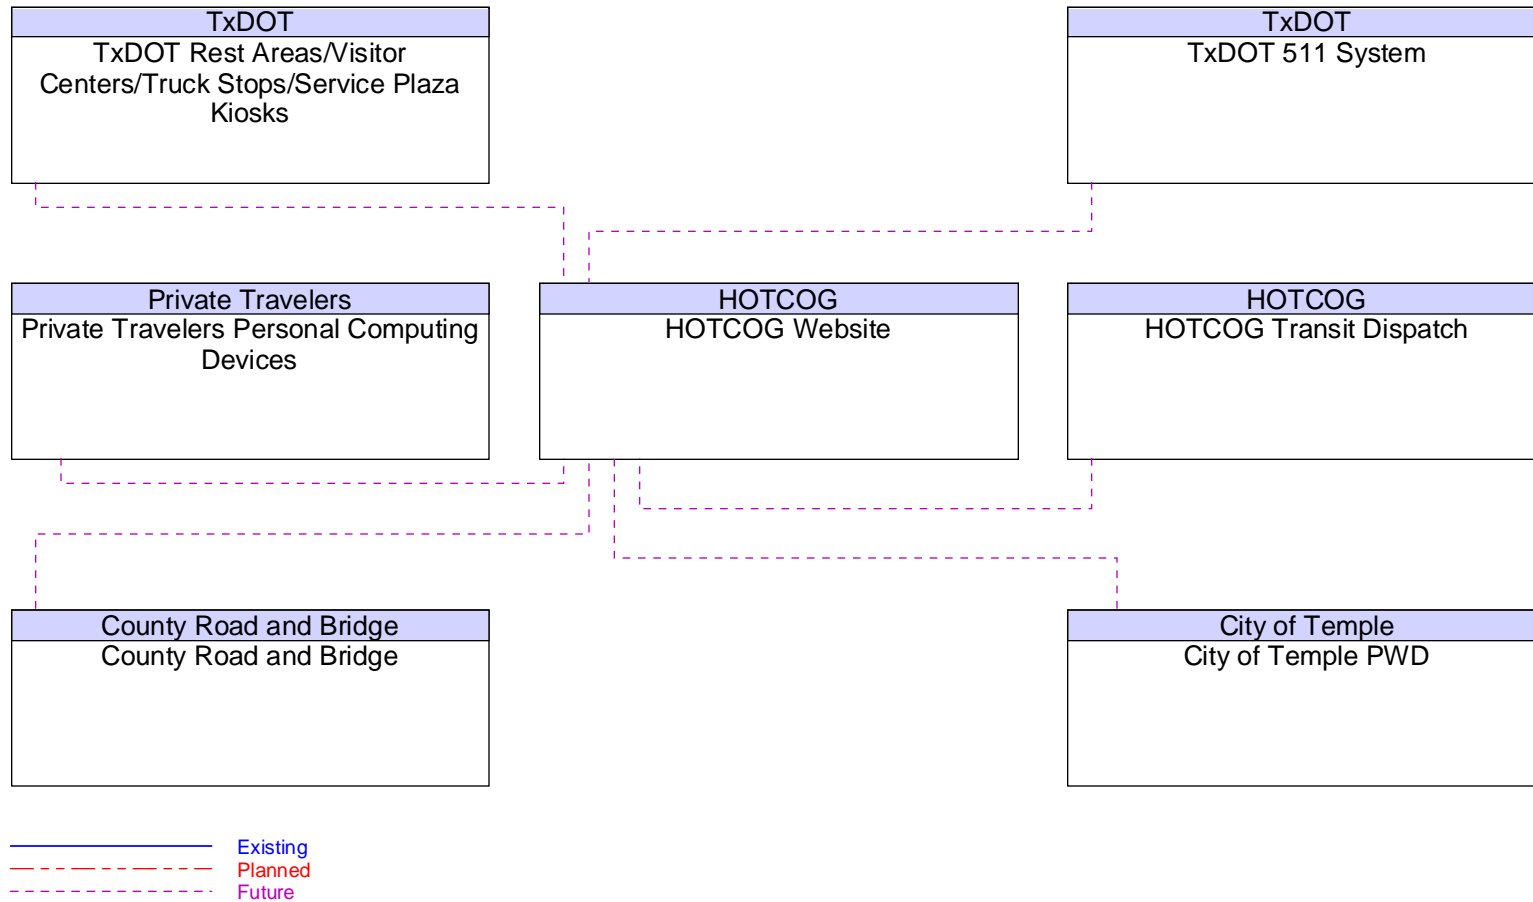 TxDOT
TxDOT Rest Areas/Visitor
Centers/Truck Stops/Service Plaza
Kiosks
TxDOT
TxDOT 511 System
Private Travelers
Private Travelers Personal Computing
Devices
HOTCOG
HOTCOG Website
HOTCOG
HOTCOG Transit Dispatch
County Road and Bridge
County Road and Bridge
City of Temple
City of Temple PWD
Existing
Planned
Future